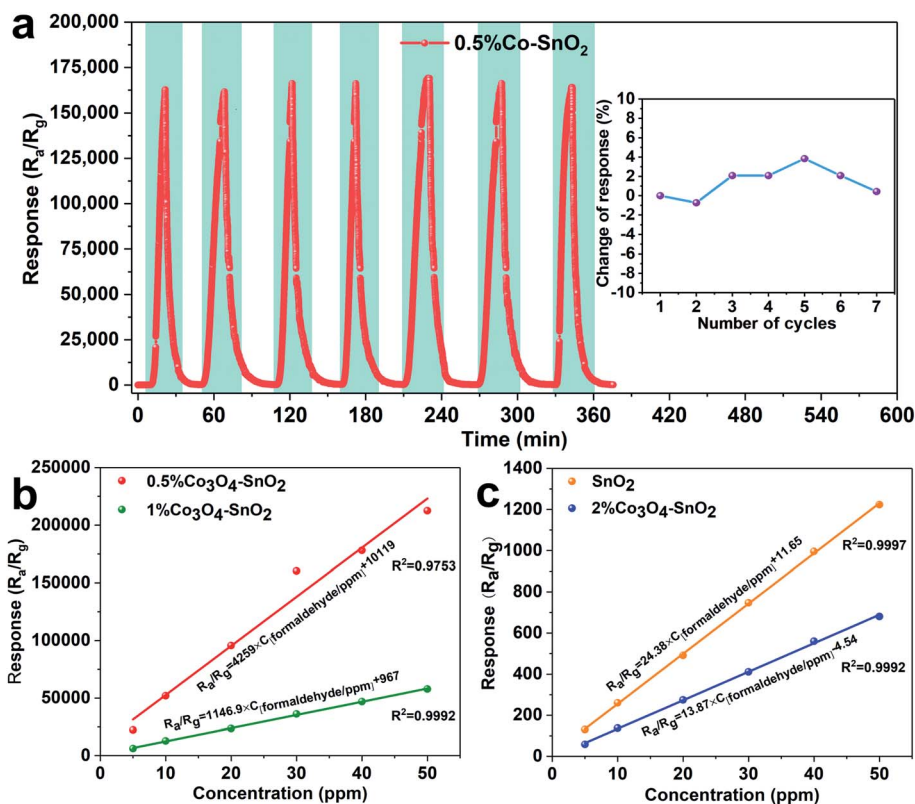 a
200,000
175,000
150,000
125,000
100,000
75,000
50,000
25,000
0
Response (Ra/Rg)
0.5%Co-SnO2
10
8
6
4
2
0
-2
-4
-6
-8
-10
Change of response (%)
1 2 3 4 5 6 7
Number of cycles
0 60 120 180 240 300 360 420 480 540 600
Time (min)
b
250000
200000
150000
100000
50000
0
Response (Ra/Rg)
0.5%Co3O4-SnO2
1%Co3O4-SnO2
Ra/Rg=4259×C[formaldehyde/ppm]+10119
R2=0.9753
Ra/Rg=1146.9×C[formaldehyde/ppm]+967
R2=0.9992
0 10 20 30 40 50
Concentration (ppm)
c
1400
1200
1000
800
600
400
200
0
Response (Ra/Rg)
SnO2
2%Co3O4-SnO2
Ra/Rg=24.38×C[formaldehyde/ppm]+11.65
R2=0.9997
Ra/Rg=13.87×C[formaldehyde/ppm]-4.54
R2=0.9992
0 10 20 30 40 50
Concentration (ppm)